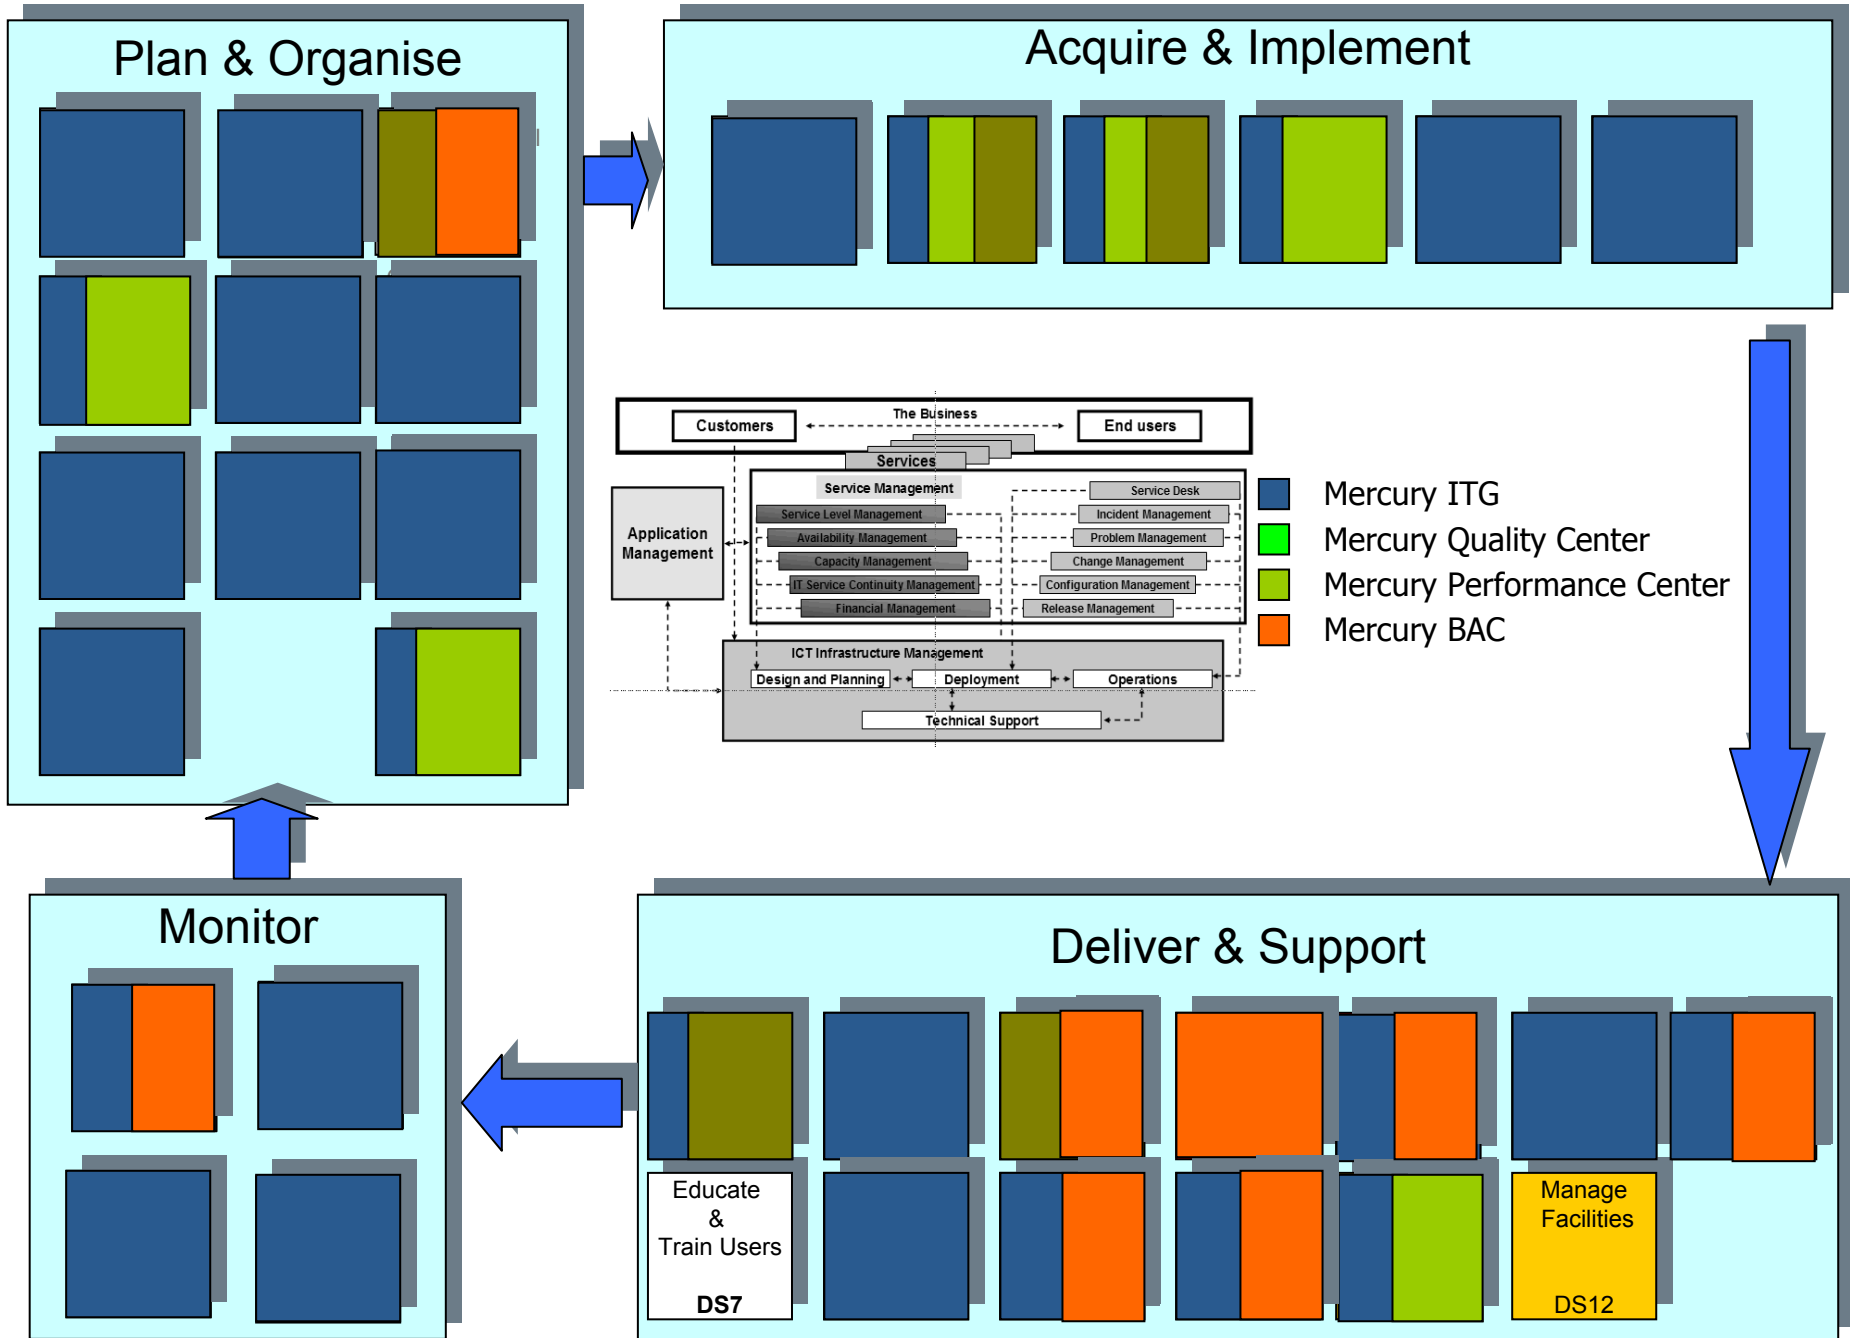 Plan & Organise
Acquire & Implement
The Business
Customers
End users
Services
Service Management
Service Desk
Service Level Management
Incident Management
Availability Management
Problem Management
Application
Management
Capacity Management
Change Management
IT Service Continuity Management
Configuration Management
Financial Management
Release Management
ICT Infrastructure Management
Design and Planning
Deployment
Operations
Technical Support
Mercury ITG
Mercury Quality Center
Mercury Performance Center
Mercury BAC
Monitor
Deliver & Support
Educate
&
Train Users
DS7
Manage
Facilities
DS12